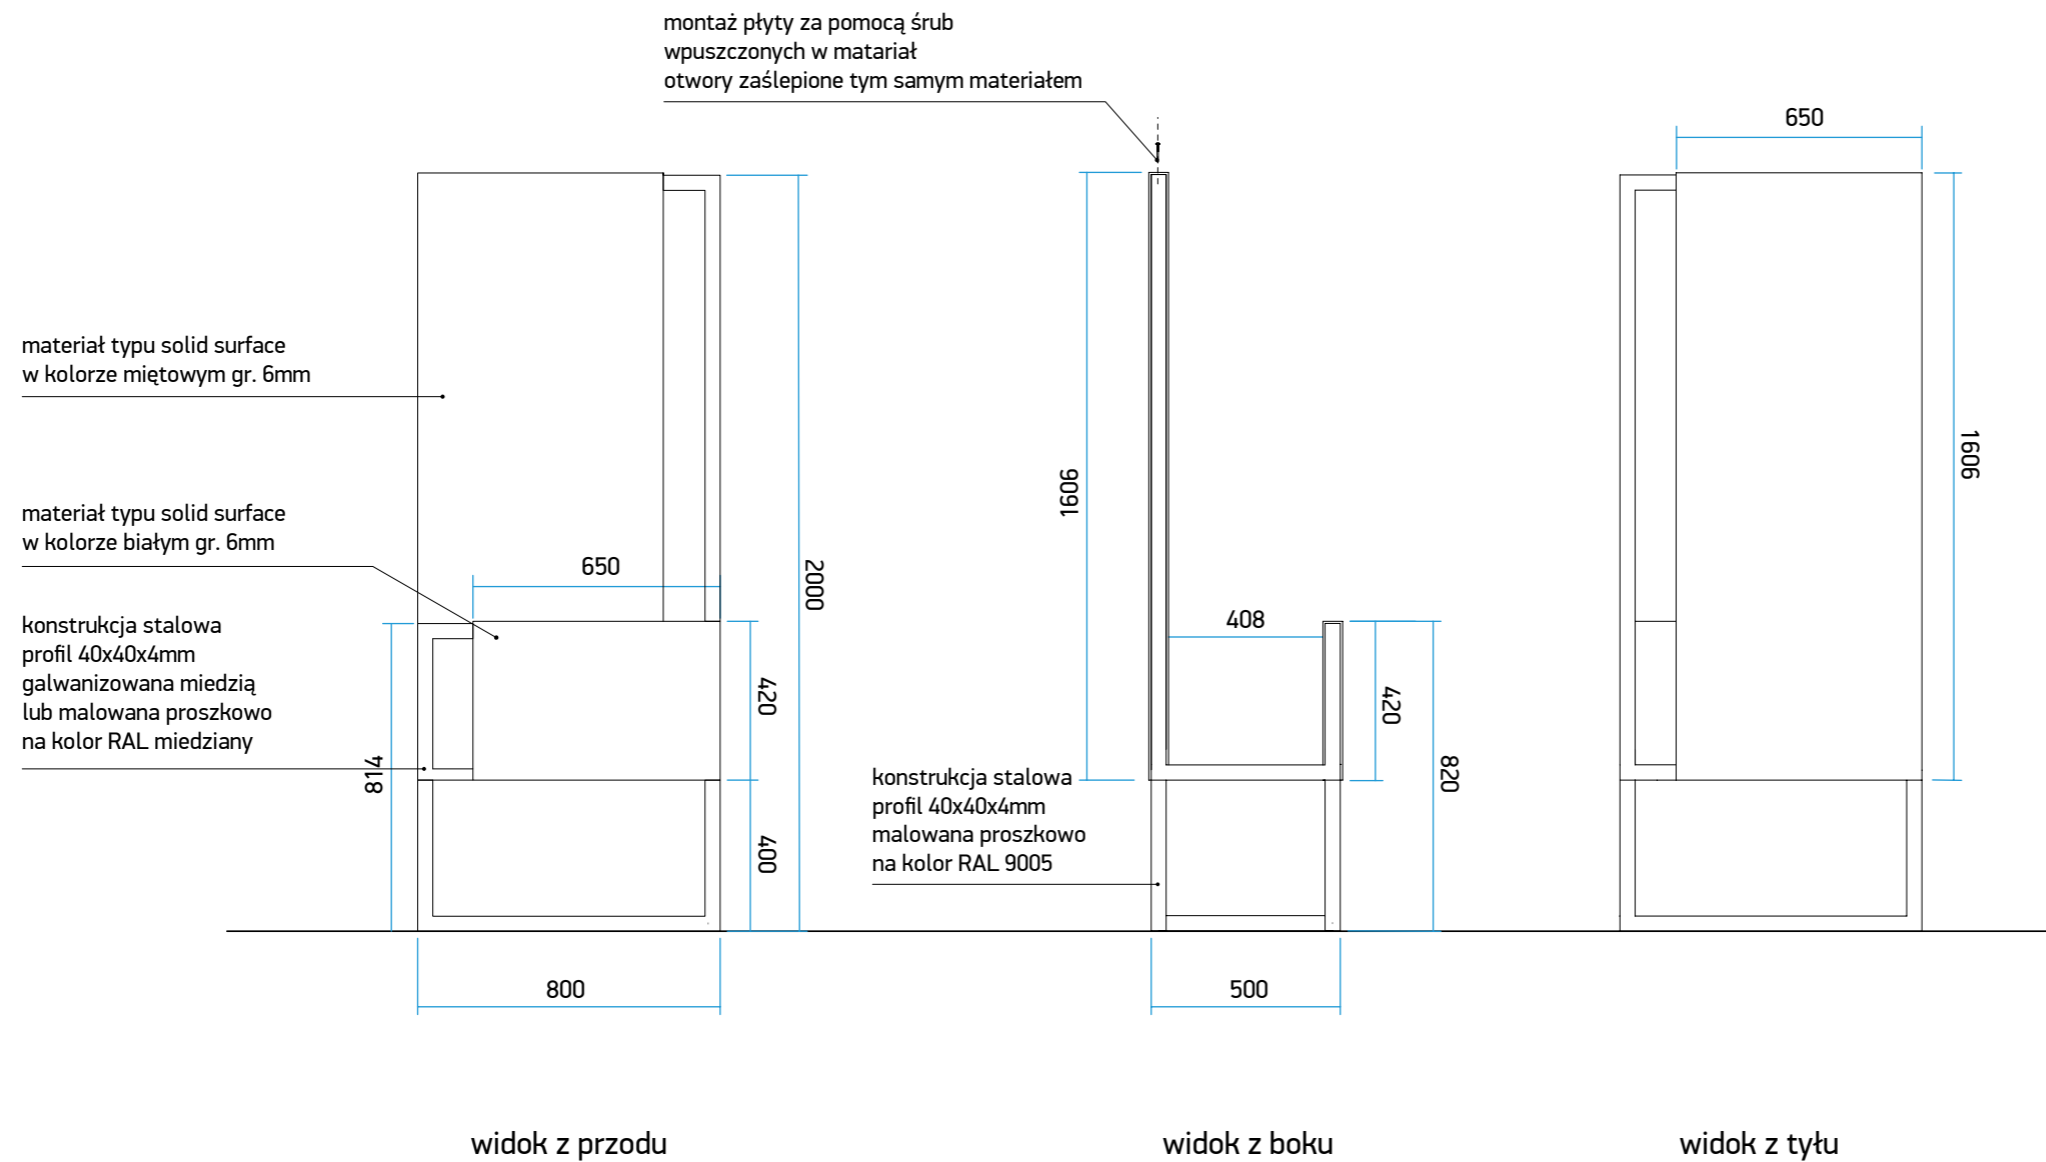 montaż płyty za pomocą śrub
wpuszczonych w matariał
otwory zaślepione tym samym materiałem
650
materiał typu solid surface
w kolorze miętowym gr. 6mm
materiał typu solid surface
w kolorze białym gr. 6mm
konstrukcja stalowa
profil 40x40x4mm
galwanizowana miedzią
lub malowana proszkowo
na kolor RAL miedziany
650
2000
420
814
400
800
1606
408
420
820
konstrukcja stalowa
profil 40x40x4mm
malowana proszkowo
na kolor RAL 9005
500
1606
widok z przodu
widok z boku
widok z tyłu